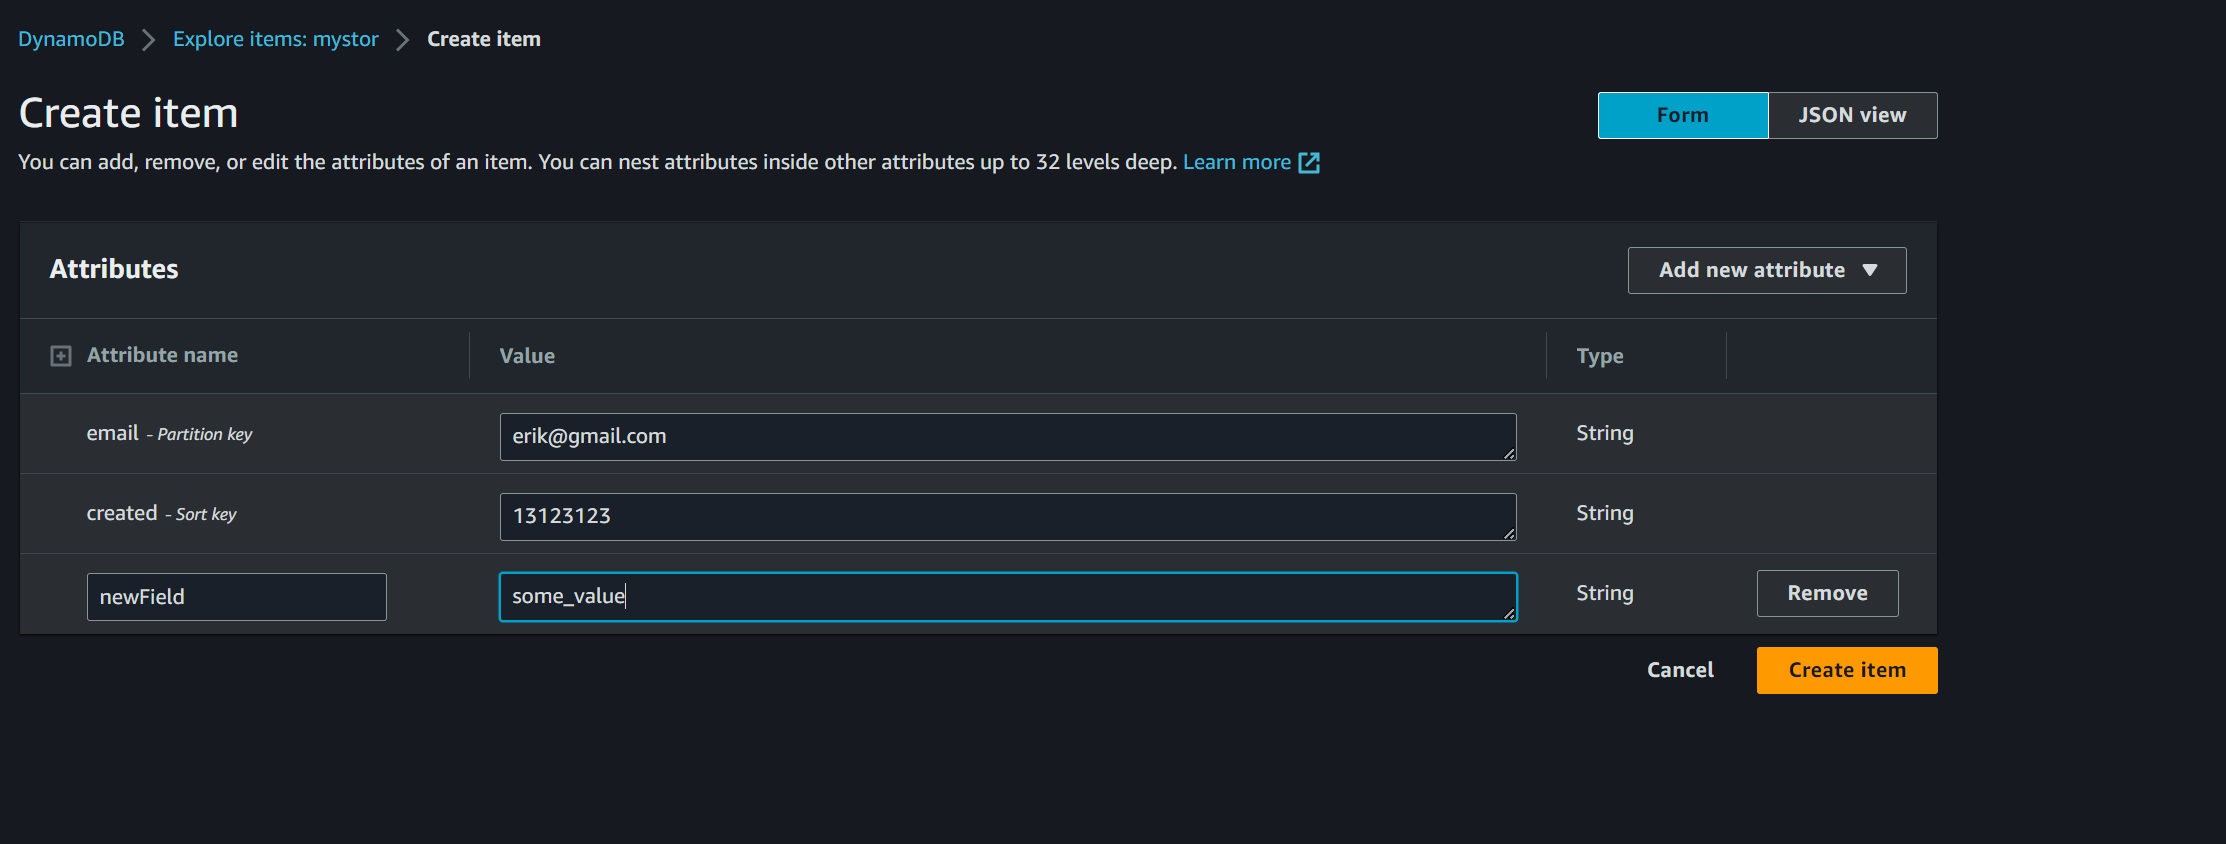 DynamoDB > Explore items: mystor > Create item
Create item
Form JSON view
You can add, remove, or edit the attributes of an item. You can nest attributes inside other attributes up to 32 levels deep. Learn more
Attributes
Add new attribute
Attribute name Value Type
email - Partition key erik@gmail.com String
created - Sort key 13123123 String
newField some_value String Remove
Cancel Create item